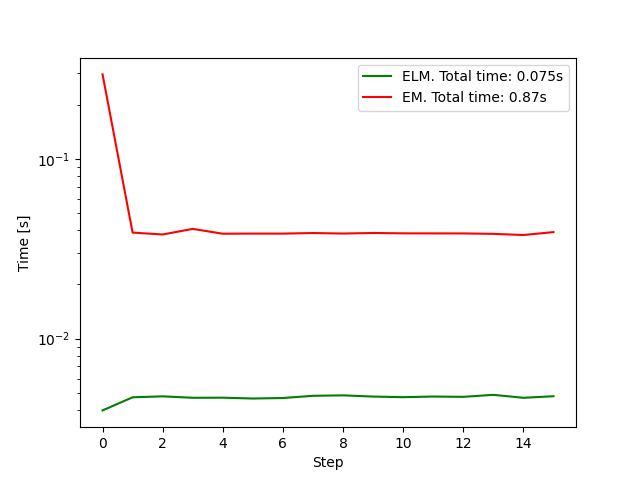 ELM. Total time: 0.075s
EM. Total time: 0.87s
10⁻¹
10⁻²
Time [s]
0 2 4 6 8 10 12 14
Step